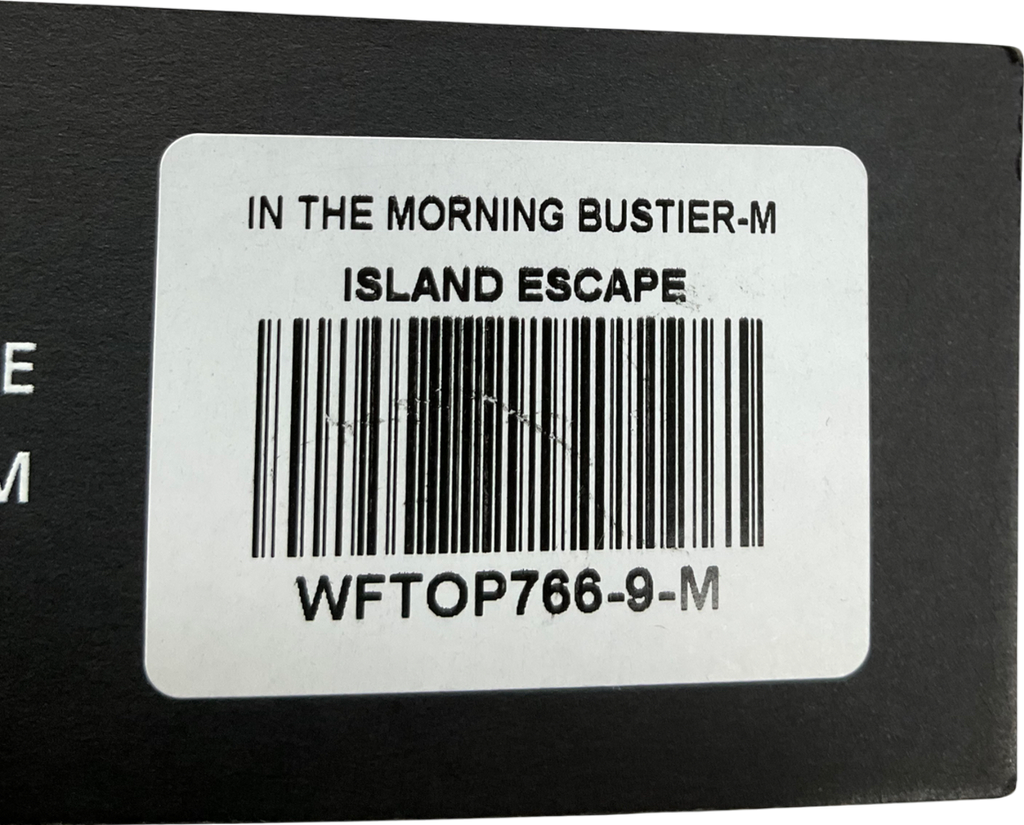 IN THE MORNING BUSTIER-M
ISLAND ESCAPE
WFTOP766-9-M
E
M